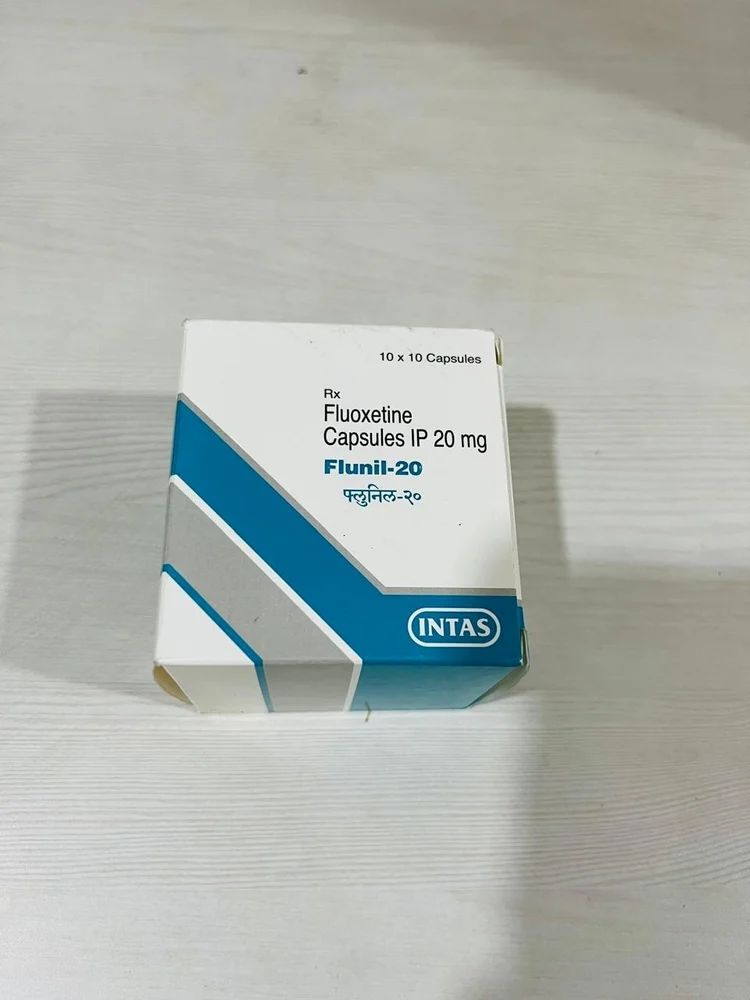 10 x 10 Capsules
Rx
Fluoxetine
Capsules IP 20 mg
Flunil-20
फ्लुनिल-२०
INTAS